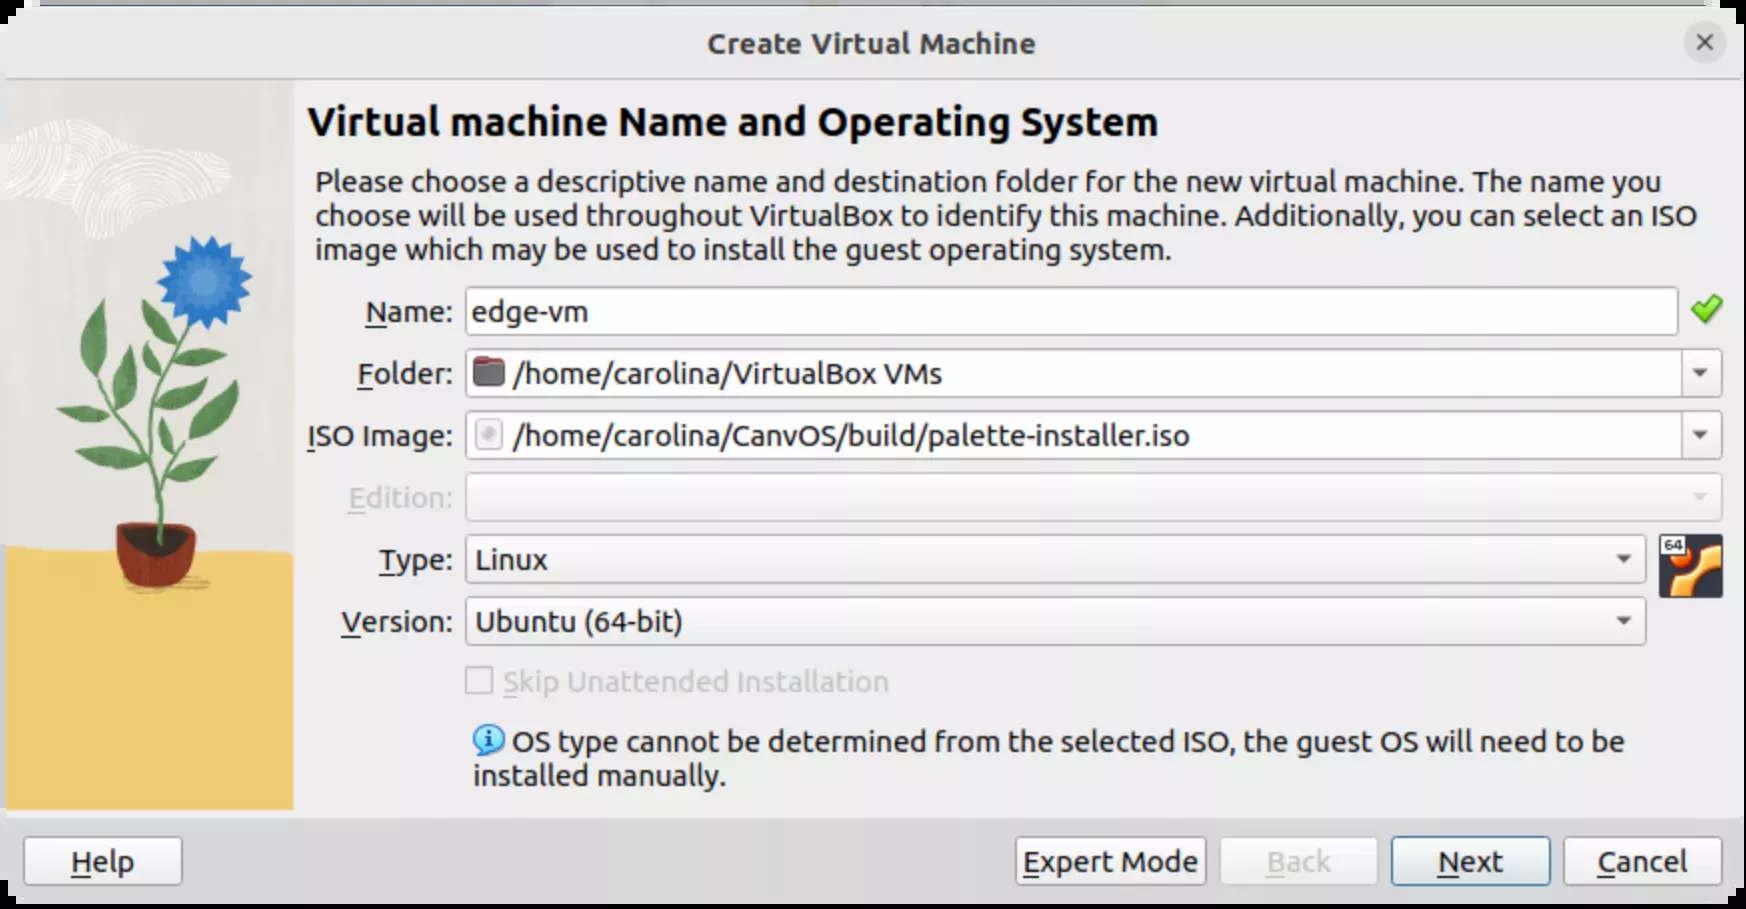 Create Virtual Machine
Virtual machine Name and Operating System
Please choose a descriptive name and destination folder for the new virtual machine. The name you
choose will be used throughout VirtualBox to identify this machine. Additionally, you can select an ISO
image which may be used to install the guest operating system.
Name: edge-vm
Folder: /home/carolina/VirtualBox VMs
ISO Image: /home/carolina/CanvOS/build/palette-installer.iso
Edition:
Type: Linux
64
Version: Ubuntu (64-bit)
Skip Unattended Installation
OS type cannot be determined from the selected ISO, the guest OS will need to be
installed manually.
Help Expert Mode Back Next Cancel